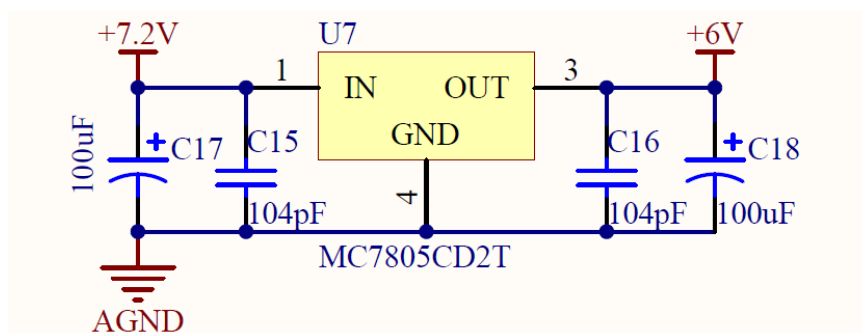 +7.2V
U7
+6V
1
3
IN
OUT
GND
100uF
C17
C15
C16
C18
4
104pF
104pF
100uF
MC7805CD2T
AGND